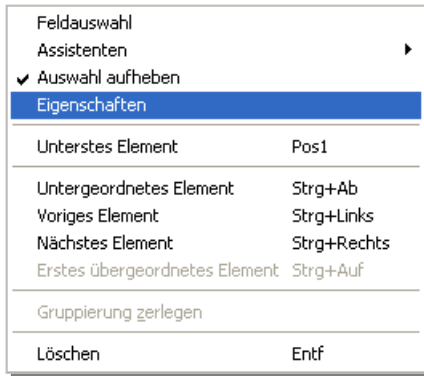 Feldauswahl
Assistenten
Auswahl aufheben
Eigenschaften
Unterstes Element Pos1
Untergeordnetes Element Strg+Ab
Voriges Element Strg+Links
Nächstes Element Strg+Rechts
Erstes übergeordnetes Element Strg+Auf
Gruppierung zerlegen
Löschen Entf